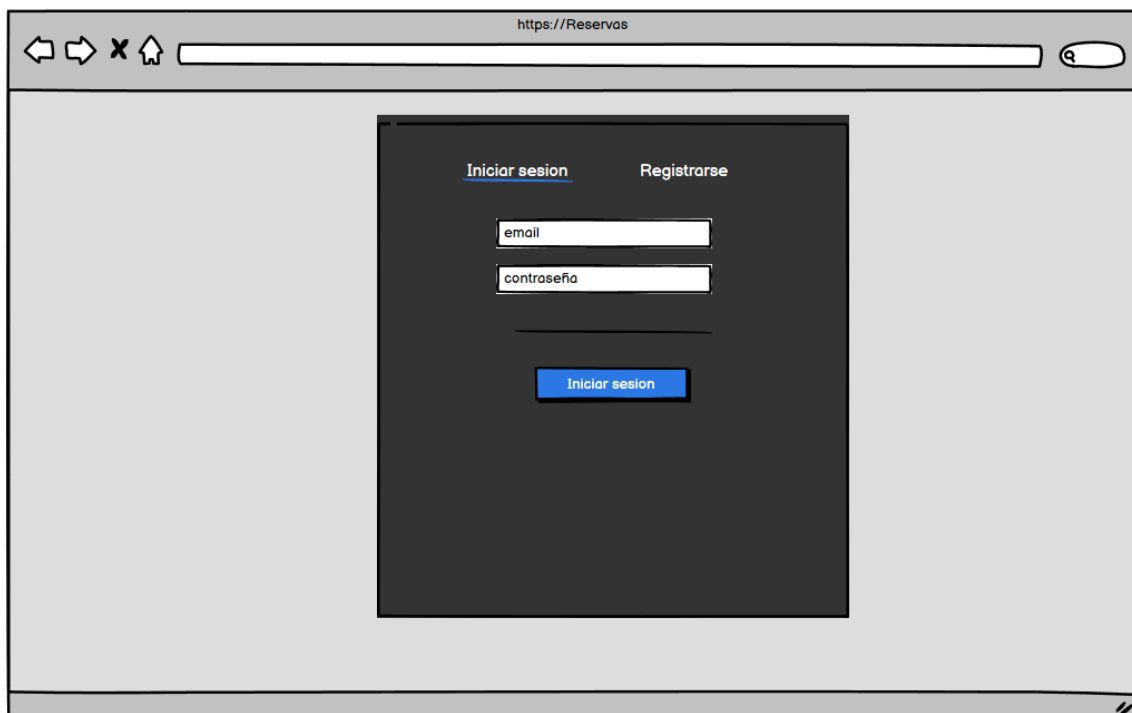 https://Reservas
Iniciar sesion Registrarse
email
contraseña
Iniciar sesion